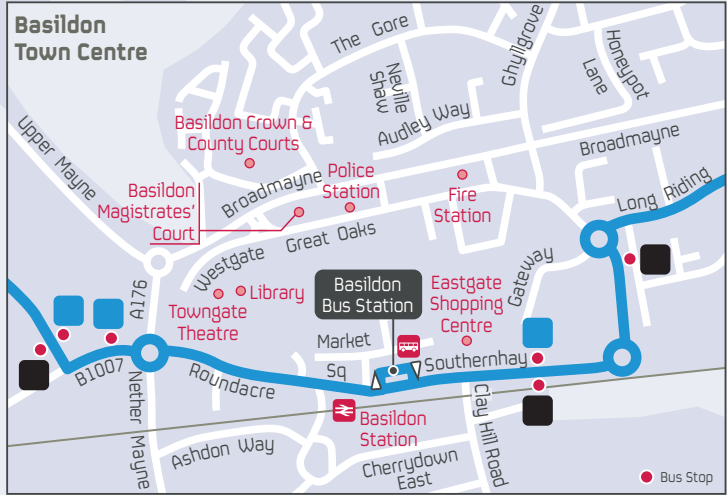 Basildon
Town Centre
The Gore
Ghyllgrove
Honeypot
Lane
Neville
Shaw
Audley Way
Upper Mayne
Basildon Crown &
County Courts
Broadmayne
Police
Station
Broadmayne
Basildon
Magistrates'
Court
Fire
Station
Long Riding
Great Oaks
Westgate
Library
Towngate
Theatre
A176
Basildon
Bus Station
Eastgate
Shopping
Centre
Gateway
Market
Sq
Southernhay
B1007
Roundacre
Nether Mayne
Basildon
Station
Clay Hill Road
Ashdon Way
Cherrydown
East
Bus Stop